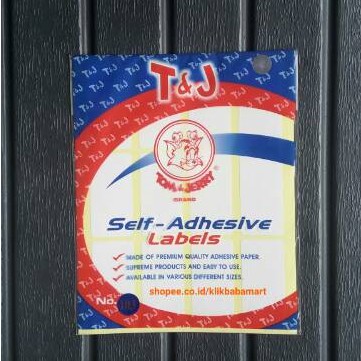 T&J
TOM & JERRY
BRAND
Self-Adhesive
Labels
MADE OF PREMIUM QUALITY ADHESIVE PAPER.
SUPREME PRODUCTS AND EASY TO USE.
AVAILABLE IN VARIOUS DIFFERENT SIZES.
shopee.co.id/klikbabamart
No.